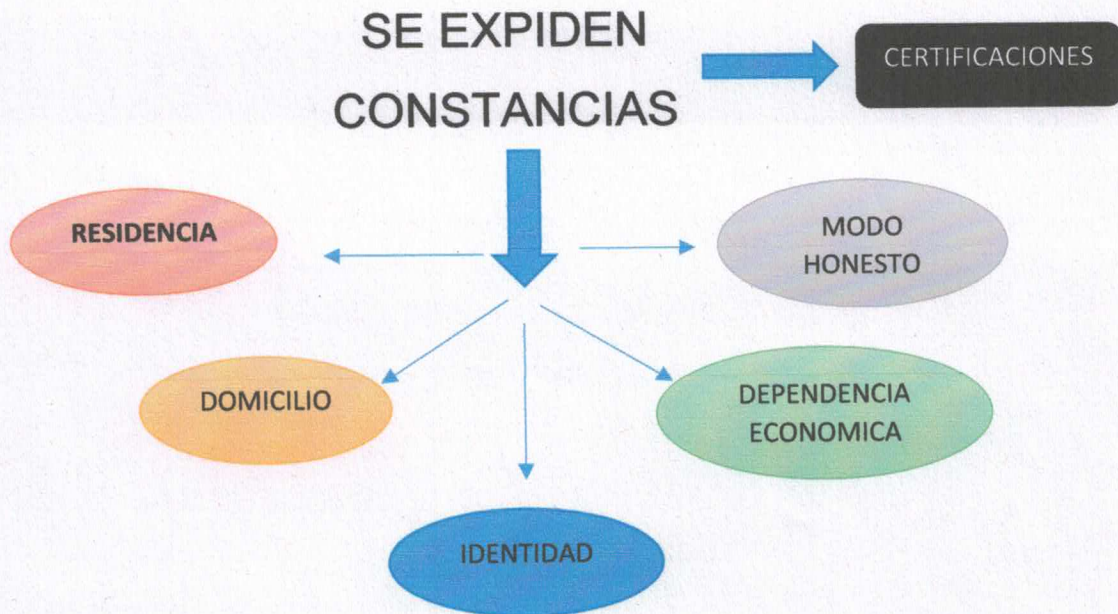 SE EXPIDEN
CONSTANCIAS
CERTIFICACIONES
RESIDENCIA
MODO
HONESTO
DOMICILIO
DEPENDENCIA
ECONOMICA
IDENTIDAD